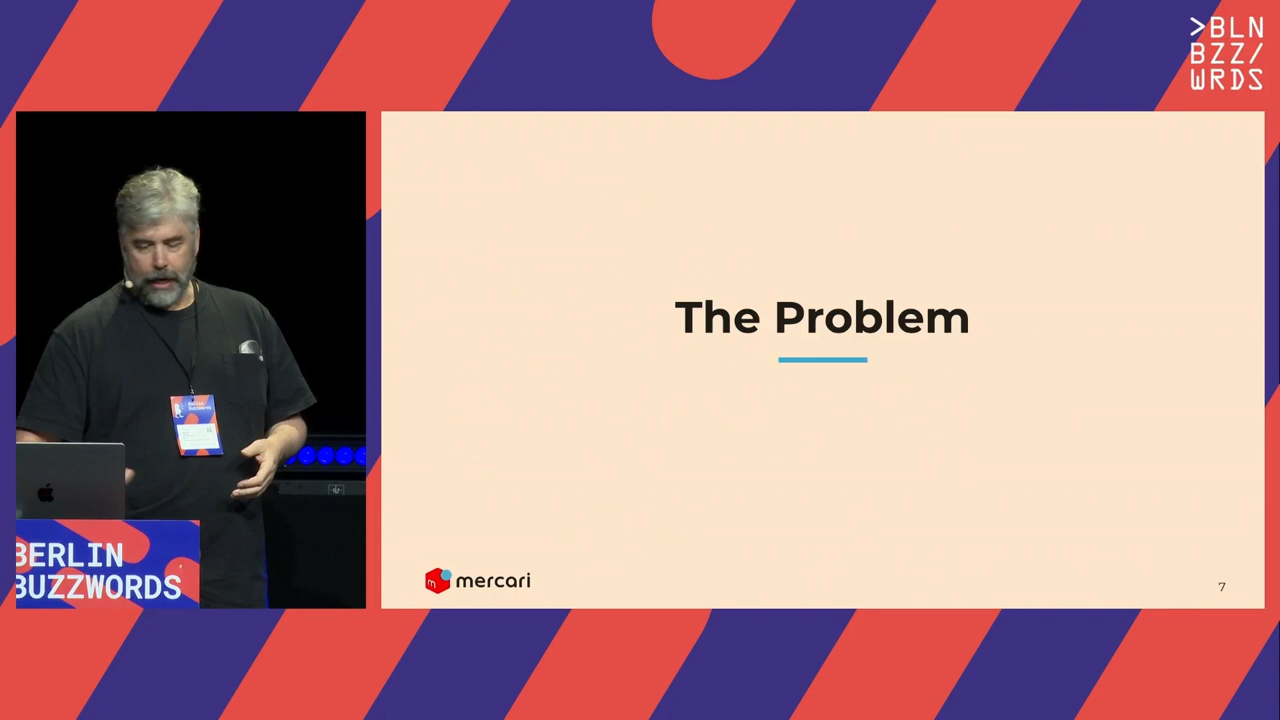 >BLN
BZZ/
WRDS
The Problem
BERLIN
BUZZWORDS
mercari
7